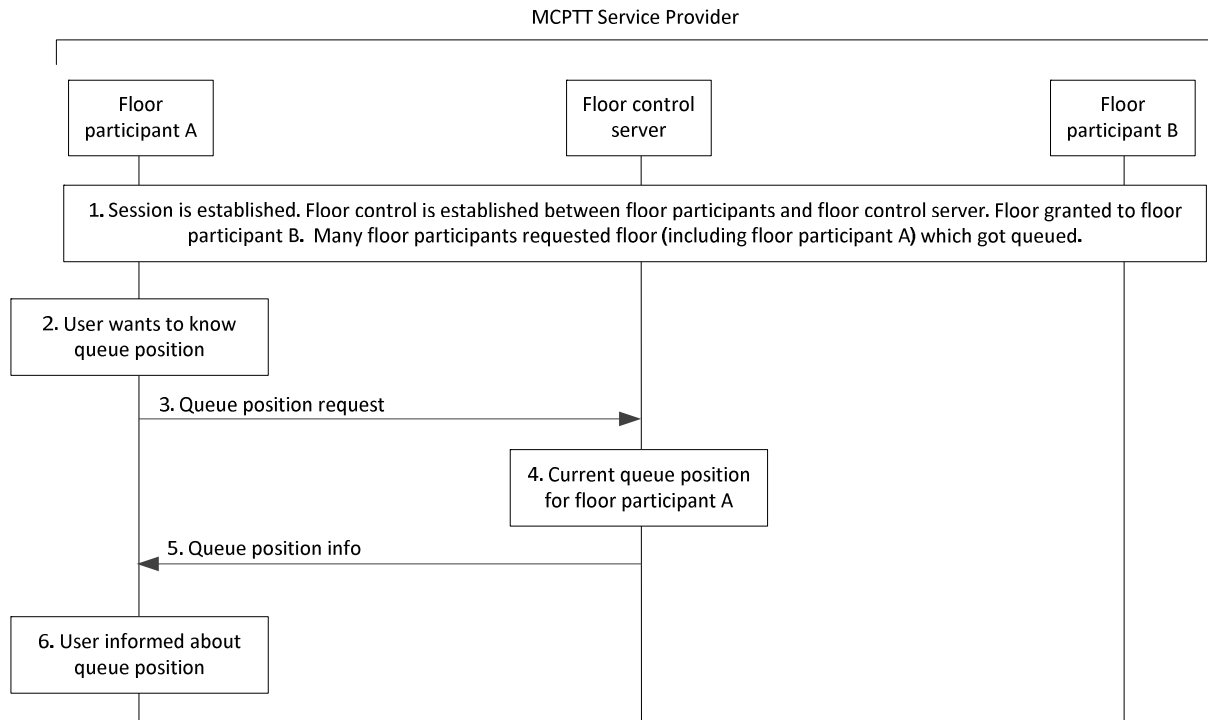 MCPTT Service Provider
Floor
participant A
Floor control
server
Floor
participant B
1. Session is established. Floor control is established between floor participants and floor control server. Floor granted to floor
participant B.  Many floor participants requested floor (including floor participant A) which got queued.
2. User wants to know
queue position
3. Queue position request
4. Current queue position
for floor participant A
5. Queue position info
6. User informed about
queue position